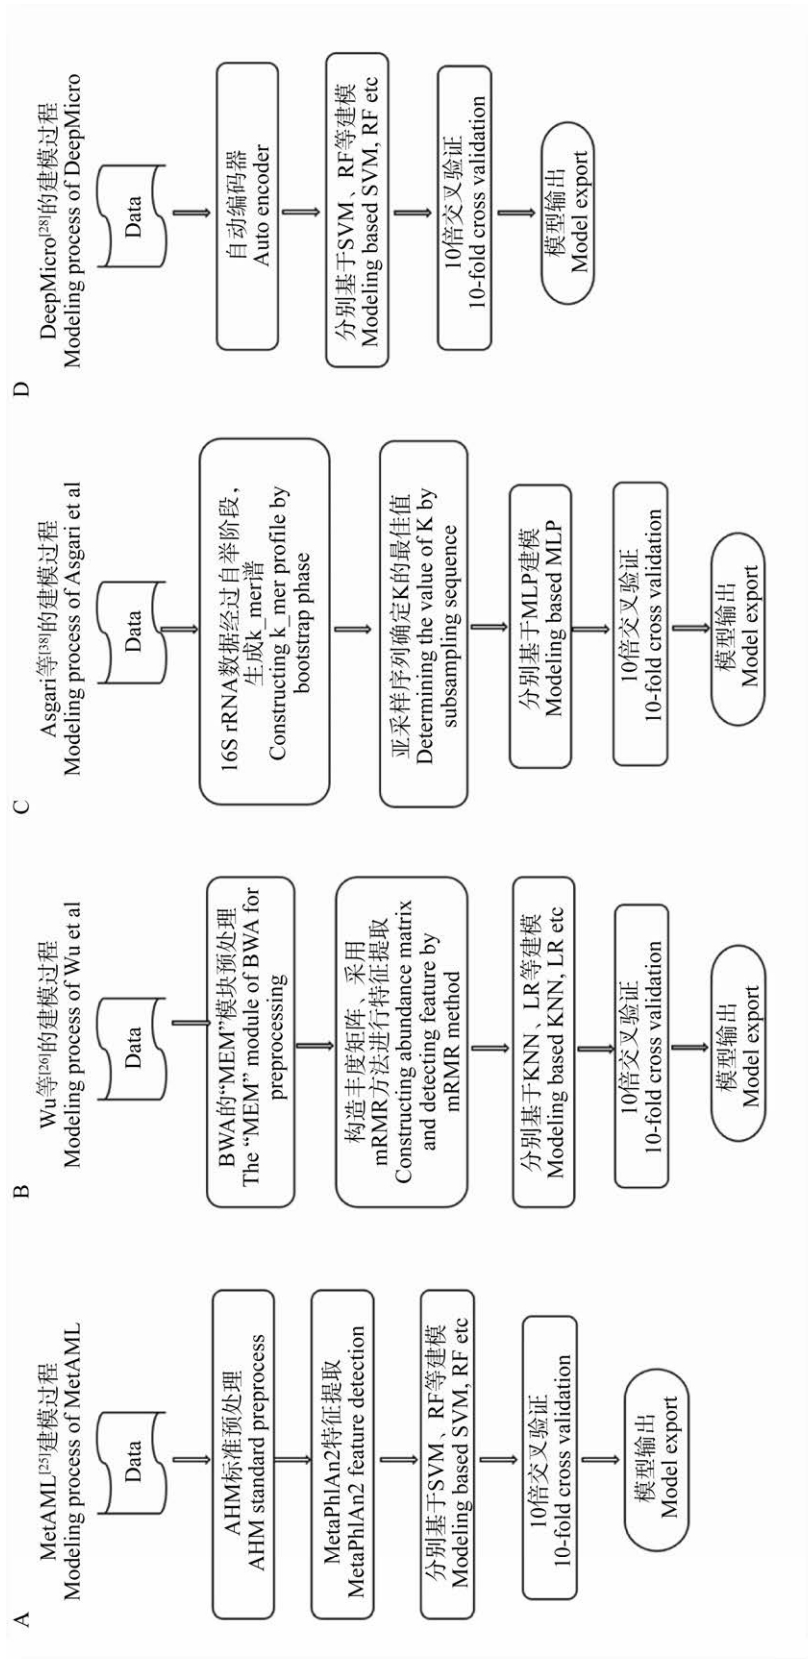 A
MetAML[25]建模过程
Modeling process of MetAML
Data
AHM标准预处理
AHM standard preprocess
MetaPhlAn2特征提取
MetaPhlAn2 feature detection
分别基于SVM、RF等建模
Modeling based SVM, RF etc
10倍交叉验证
10-fold cross validation
模型输出
Model export
B
Wu等[26]的建模过程
Modeling process of Wu et al
Data
BWA的“MEM”模块预处理
The “MEM” module of BWA for
preprocessing
构造丰度矩阵、采用
mRMR方法进行特征提取
Constructing abundance matrix
and detecting feature by
mRMR method
分别基于KNN、LR等建模
Modeling based KNN, LR etc
10倍交叉验证
10-fold cross validation
模型输出
Model export
C
Asgari等[38]的建模过程
Modeling process of Asgari et al
Data
16S rRNA数据经过自举阶段，
生成k_mer谱
Constructing k_mer profile by
bootstrap phase
亚采样序列确定K的最佳值
Determining the value of K by
subsampling sequence
分别基于MLP建模
Modeling based MLP
10倍交叉验证
10-fold cross validation
模型输出
Model export
D
DeepMicro[28]的建模过程
Modeling process of DeepMicro
Data
自动编码器
Auto encoder
分别基于SVM、RF等建模
Modeling based SVM, RF etc
10倍交叉验证
10-fold cross validation
模型输出
Model export